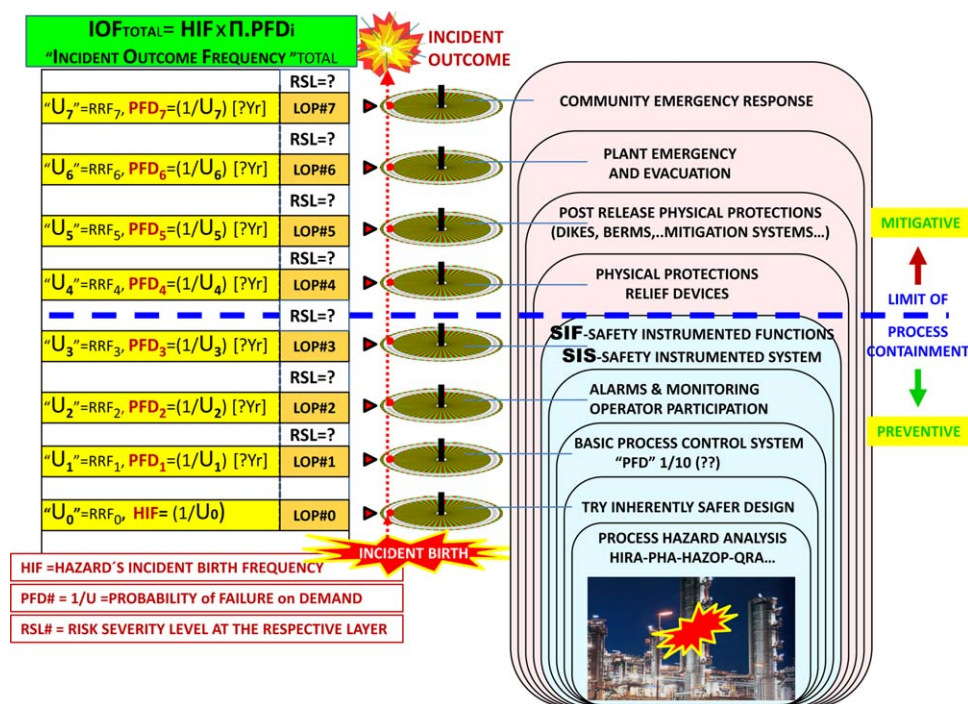 IOFTOTAL= HIF x Π.PFDi
“INCIDENT OUTCOME FREQUENCY ”TOTAL
INCIDENT
OUTCOME
RSL=?
“U7”=RRF7, PFD7=(1/U7) [?Yr] LOP#7
COMMUNITY EMERGENCY RESPONSE
RSL=?
“U6”=RRF6, PFD6=(1/U6) [?Yr] LOP#6
PLANT EMERGENCY
AND EVACUATION
RSL=?
“U5”=RRF5, PFD5=(1/U5) [?Yr] LOP#5
POST RELEASE PHYSICAL PROTECTIONS
(DIKES, BERMS,..MITIGATION SYSTEMS...)
MITIGATIVE
RSL=?
“U4”=RRF4, PFD4=(1/U4) [?Yr] LOP#4
PHYSICAL PROTECTIONS
RELIEF DEVICES
LIMIT OF
PROCESS
CONTAINMENT
RSL=?
“U3”=RRF3, PFD3=(1/U3) [?Yr] LOP#3
SIF-SAFETY INSTRUMENTED FUNCTIONS
SIS-SAFETY INSTRUMENTED SYSTEM
RSL=?
“U2”=RRF2, PFD2=(1/U2) [?Yr] LOP#2
ALARMS & MONITORING
OPERATOR PARTICIPATION
PREVENTIVE
RSL=?
“U1”=RRF1, PFD1=(1/U1) [?Yr] LOP#1
BASIC PROCESS CONTROL SYSTEM
“PFD” 1/10 (??)
“U0”=RRF0, HIF= (1/U0) LOP#0
TRY INHERENTLY SAFER DESIGN
INCIDENT BIRTH
PROCESS HAZARD ANALYSIS
HIRA-PHA-HAZOP-QRA...
HIF =HAZARD´S INCIDENT BIRTH FREQUENCY
PFD# = 1/U =PROBABILITY of FAILURE on DEMAND
RSL# = RISK SEVERITY LEVEL AT THE RESPECTIVE LAYER